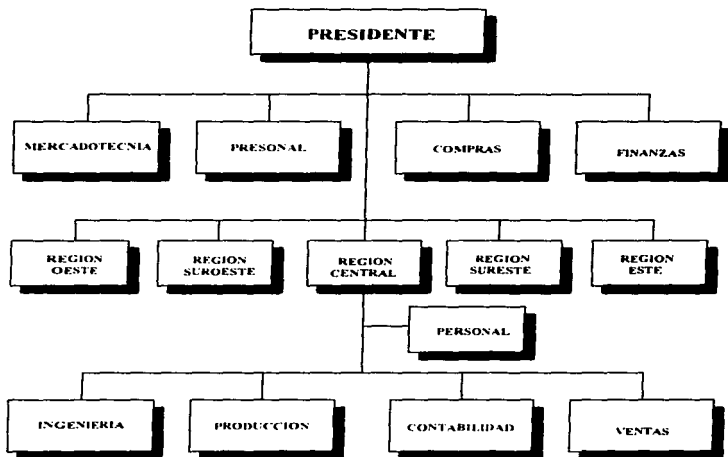 PRESIDENTE
MERCADOTECNIA
PRESONAL
COMPRAS
FINANZAS
REGION
OESTE
REGION
SUROESTE
REGION
CENTRAL
REGION
SURESTE
REGION
ESTE
PERSONAL
INGENIERIA
PRODUCCION
CONTABILIDAD
VENTAS